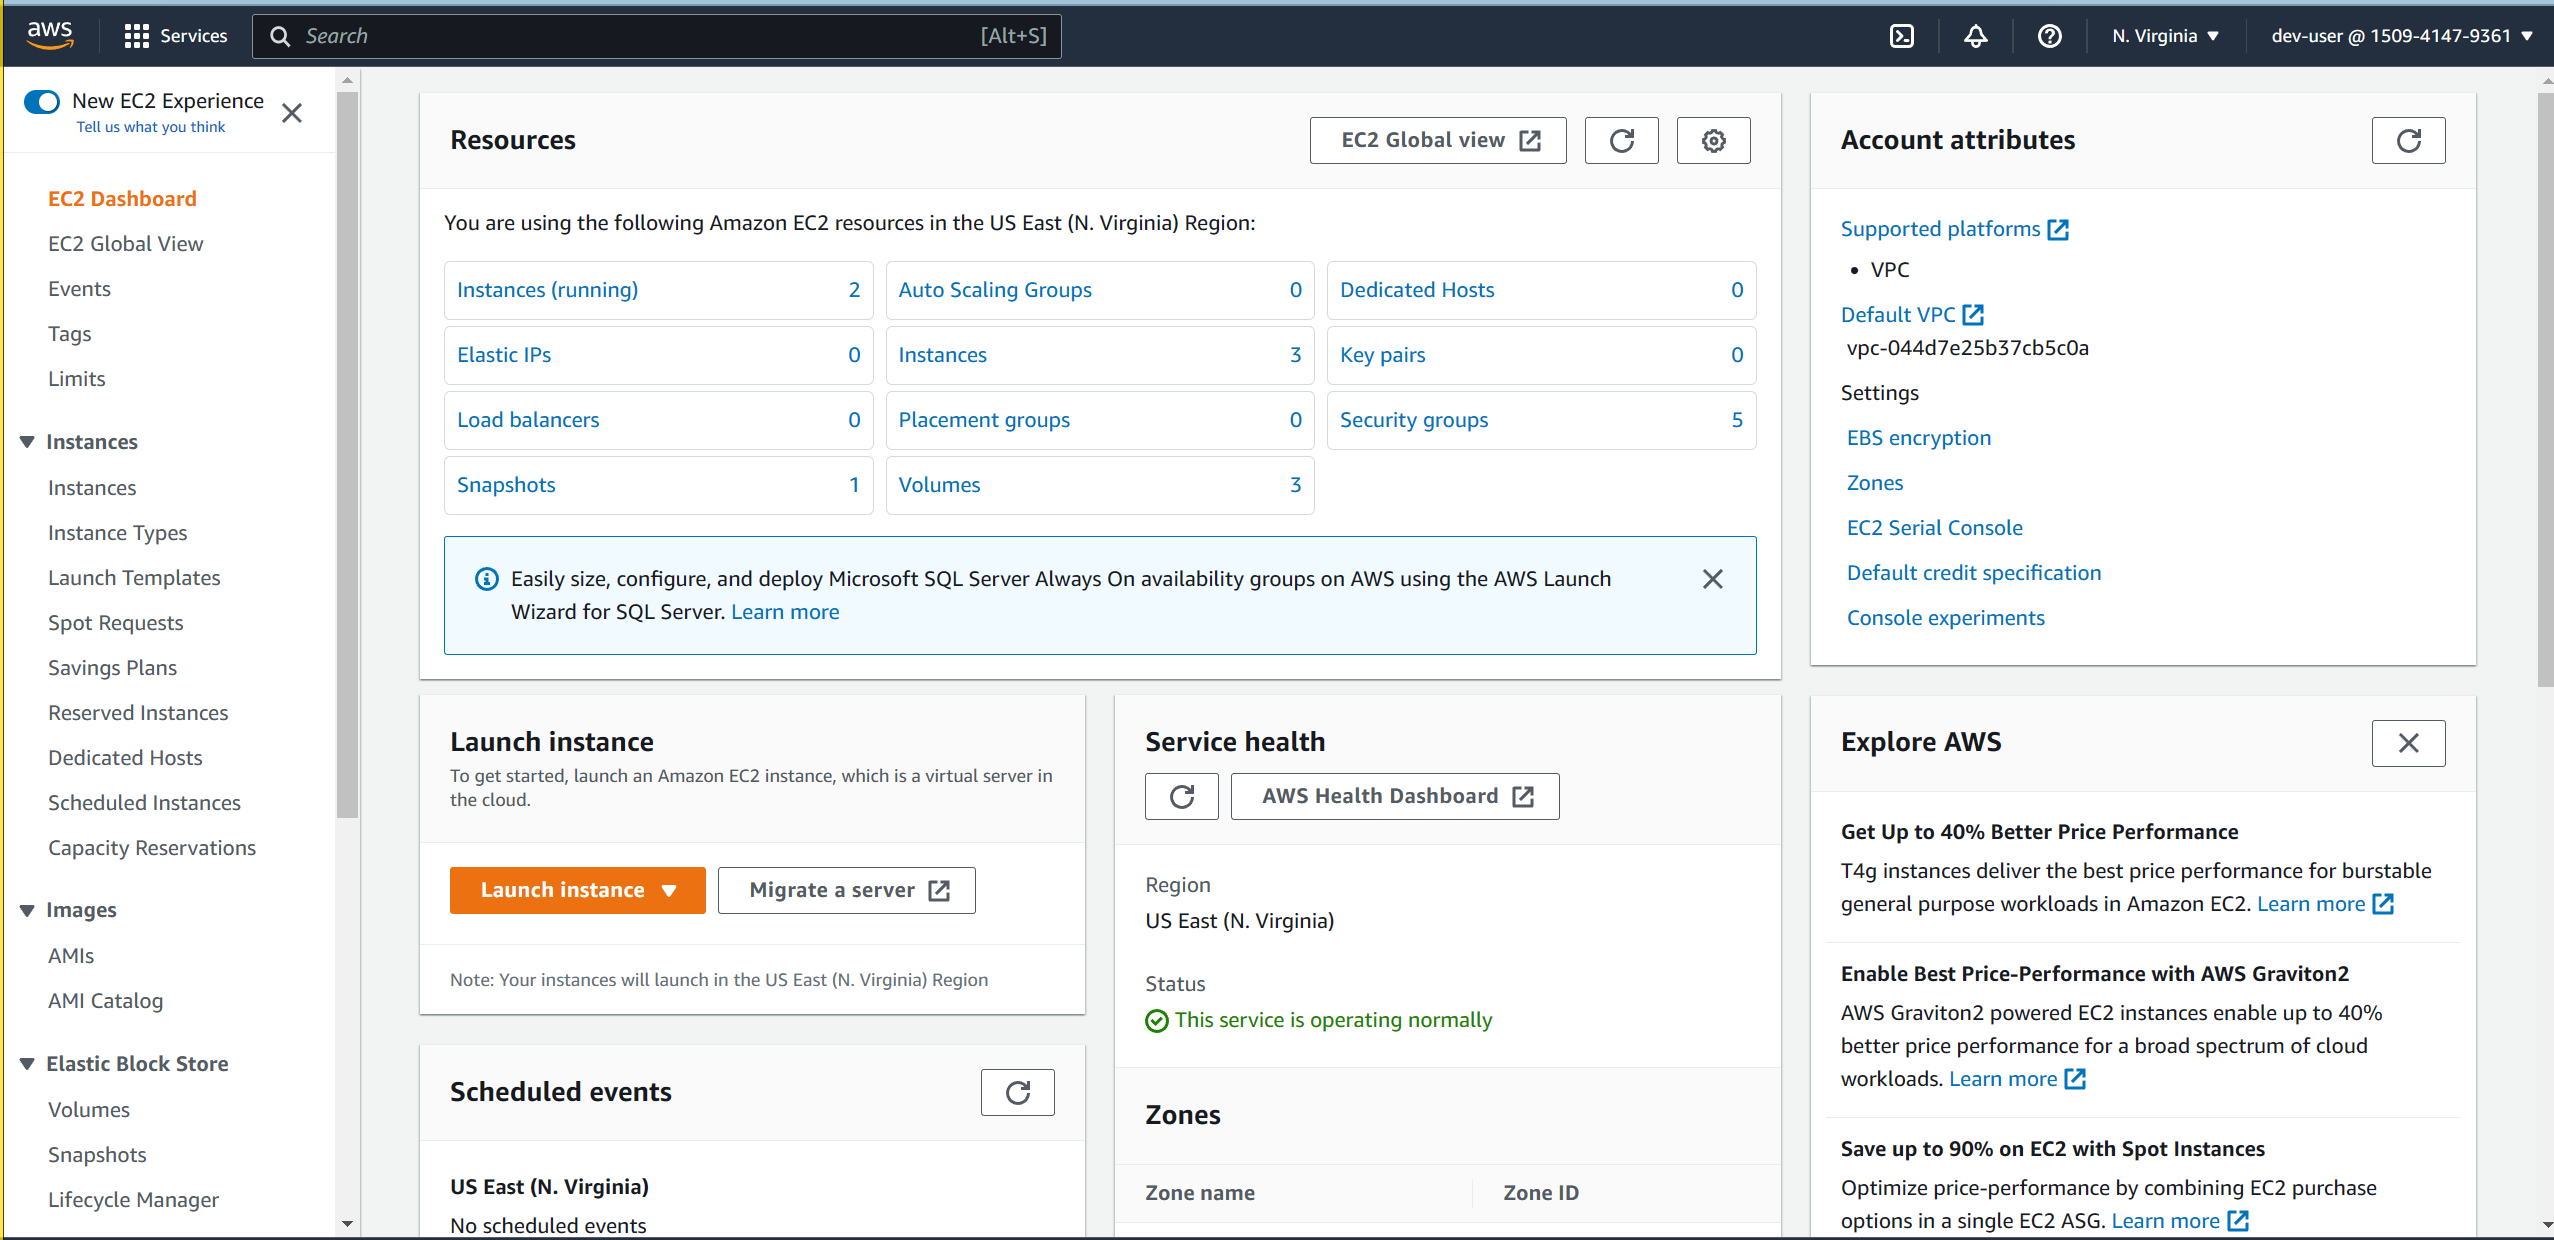 aws
Services
Search [Alt+S]
N. Virginia
dev-user @ 1509-4147-9361
New EC2 Experience
Tell us what you think
EC2 Dashboard
EC2 Global View
Events
Tags
Limits
Instances
Instances
Instance Types
Launch Templates
Spot Requests
Savings Plans
Reserved Instances
Dedicated Hosts
Scheduled Instances
Capacity Reservations
Images
AMIs
AMI Catalog
Elastic Block Store
Volumes
Snapshots
Lifecycle Manager
Resources
EC2 Global view
You are using the following Amazon EC2 resources in the US East (N. Virginia) Region:
Instances (running) 2
Auto Scaling Groups 0
Dedicated Hosts 0
Elastic IPs 0
Instances 3
Key pairs 0
Load balancers 0
Placement groups 0
Security groups 5
Snapshots 1
Volumes 3
Easily size, configure, and deploy Microsoft SQL Server Always On availability groups on AWS using the AWS Launch
Wizard for SQL Server. Learn more
Launch instance
To get started, launch an Amazon EC2 instance, which is a virtual server in
the cloud.
Launch instance
Migrate a server
Note: Your instances will launch in the US East (N. Virginia) Region
Scheduled events
US East (N. Virginia)
No scheduled events
Service health
AWS Health Dashboard
Region
US East (N. Virginia)
Status
This service is operating normally
Zones
Zone name
Zone ID
Account attributes
Supported platforms
• VPC
Default VPC
vpc-044d7e25b37cb5c0a
Settings
EBS encryption
Zones
EC2 Serial Console
Default credit specification
Console experiments
Explore AWS
Get Up to 40% Better Price Performance
T4g instances deliver the best price performance for burstable
general purpose workloads in Amazon EC2. Learn more
Enable Best Price-Performance with AWS Graviton2
AWS Graviton2 powered EC2 instances enable up to 40%
better price performance for a broad spectrum of cloud
workloads. Learn more
Save up to 90% on EC2 with Spot Instances
Optimize price-performance by combining EC2 purchase
options in a single EC2 ASG. Learn more